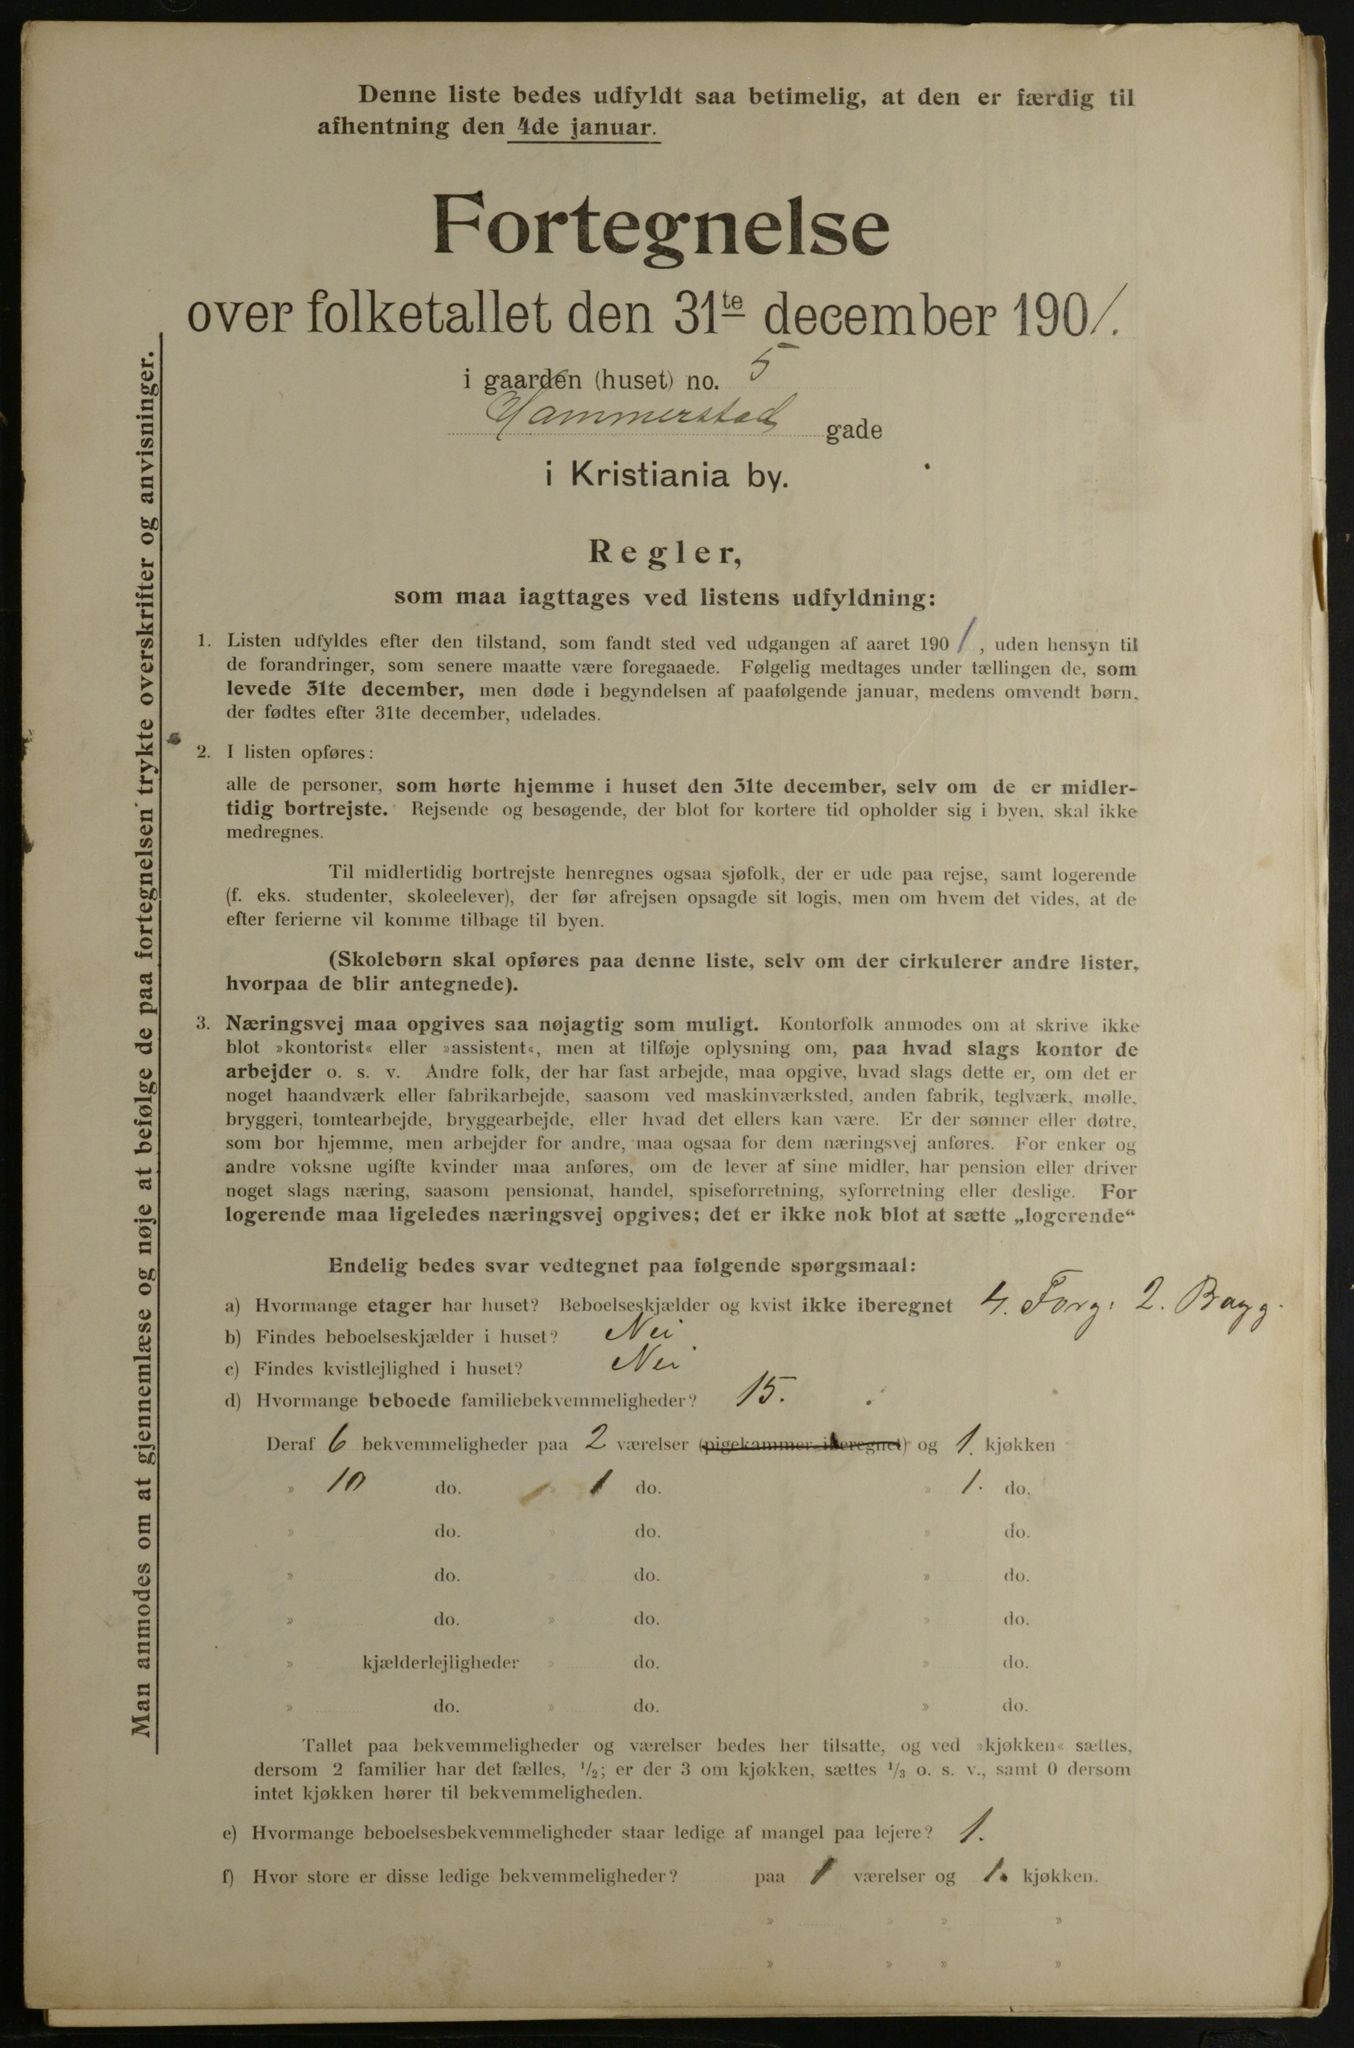 Denne liste bedes udfyldt saa betimelig, at den er færdig til
afhentning den 4de januar.
Fortegnelse
over folketallet den 31te december 1901.
i gaarden (huset) no. 5
Hammerstad gade
i Kristiania by.
Regler,
som maa iagttages ved listens udfyldning:
1. Listen udfyldes efter den tilstand, som fandt sted ved udgangen af aaret 1901, uden hensyn til
de forandringer, som senere maatte være foregaaede. Følgelig medtages under tællingen de, som
levede 31te december, men døde i begyndelsen af paafølgende januar, medens omvendt børn,
der fødtes efter 31te december, udelades.
2. I listen opføres:
alle de personer, som hørte hjemme i huset den 31te december, selv om de er midler-
tidig bortrejste. Rejsende og besøgende, der blot for kortere tid opholder sig i byen, skal ikke
medregnes.
Til midlertidig bortrejste henregnes ogsaa sjøfolk, der er ude paa rejse, samt logerende
(f. eks. studenter, skoleelever), der før afrejsen opsagde sit logis, men om hvem det vides, at de
efter ferierne vil komme tilbage til byen.
(Skolebørn skal opføres paa denne liste, selv om der cirkulerer andre lister,
hvorpaa de blir antegnede).
3. Næringsvej maa opgives saa nøjagtig som muligt. Kontorfolk anmodes om at skrive ikke
blot »kontorist« eller »assistent«, men at tilføje oplysning om, paa hvad slags kontor de
arbejder o. s. v. Andre folk, der har fast arbejde, maa opgive, hvad slags dette er, om det er
noget haandværk eller fabrikarbejde, saasom ved maskinværksted, anden fabrik, teglværk, mølle,
bryggeri, tomtearbejde, bryggearbejde, eller hvad det ellers kan være. Er der sønner eller døtre,
som bor hjemme, men arbejder for andre, maa ogsaa for dem næringsvej anføres. For enker og
andre voksne ugifte kvinder maa anføres, om de lever af sine midler, har pension eller driver
noget slags næring, saasom pensionat, handel, spiseforretning, syforretning eller deslige. For
logerende maa ligeledes næringsvej opgives; det er ikke nok blot at sætte „logerende“
Endelig bedes svar vedtegnet paa følgende spørgsmaal:
a) Hvormange etager har huset? Beboelseskjælder og kvist ikke iberegnet 4. Forg: 2. Bagg.
b) Findes beboelseskjælder i huset? Nei
c) Findes kvistlejlighed i huset? Nei
d) Hvormange beboede familiebekvemmeligheder? 15.
Deraf 6 bekvemmeligheder paa 2 værelser (pigekammer iberegnet) og 1. kjøkken
» 10 do. » 1 do. » 1. do.
» do. » do. » do.
» do. » do. » do.
» do. » do. » do.
» kjælderlejligheder » do. » do.
» do. » do. » do.
Tallet paa bekvemmeligheder og værelser bedes her tilsatte, og ved »kjøkken« sættes,
dersom 2 familier har det fælles, 1/2; er der 3 om kjøkken, sættes 1/3 o. s. v., samt 0 dersom
intet kjøkken hører til bekvemmeligheden.
e) Hvormange beboelsesbekvemmeligheder staar ledige af mangel paa lejere? 1.
f) Hvor store er disse ledige bekvemmeligheder? paa 1 værelser og 1. kjøkken.
» » » »
» » » »
Man anmodes om at gjennemlæse og nøje at befølge de paa fortegnelsen trykte overskrifter og anvisninger.